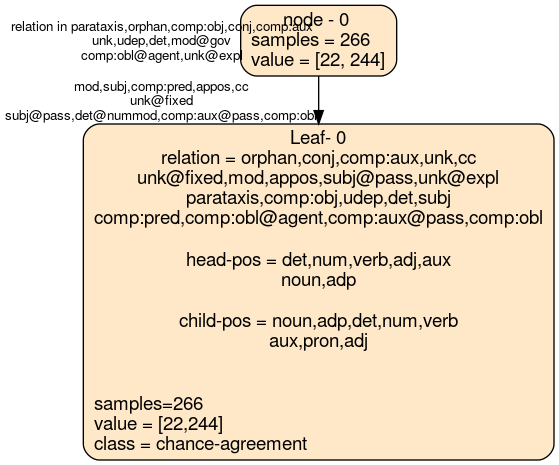 node - 0
samples = 266
value = [22, 244]
relation in parataxis,orphan,comp:obj,conj,comp:aux
unk,udep,det,mod@gov
comp:obl@agent,unk@expl
mod,subj,comp:pred,appos,cc
unk@fixed
subj@pass,det@nummod,comp:aux@pass,comp:obl
Leaf- 0
relation = orphan,conj,comp:aux,unk,cc
unk@fixed,mod,appos,subj@pass,unk@expl
parataxis,comp:obj,udep,det,subj
comp:pred,comp:obl@agent,comp:aux@pass,comp:obl
head-pos = det,num,verb,adj,aux
noun,adp
child-pos = noun,adp,det,num,verb
aux,pron,adj
samples=266
value = [22,244]
class = chance-agreement